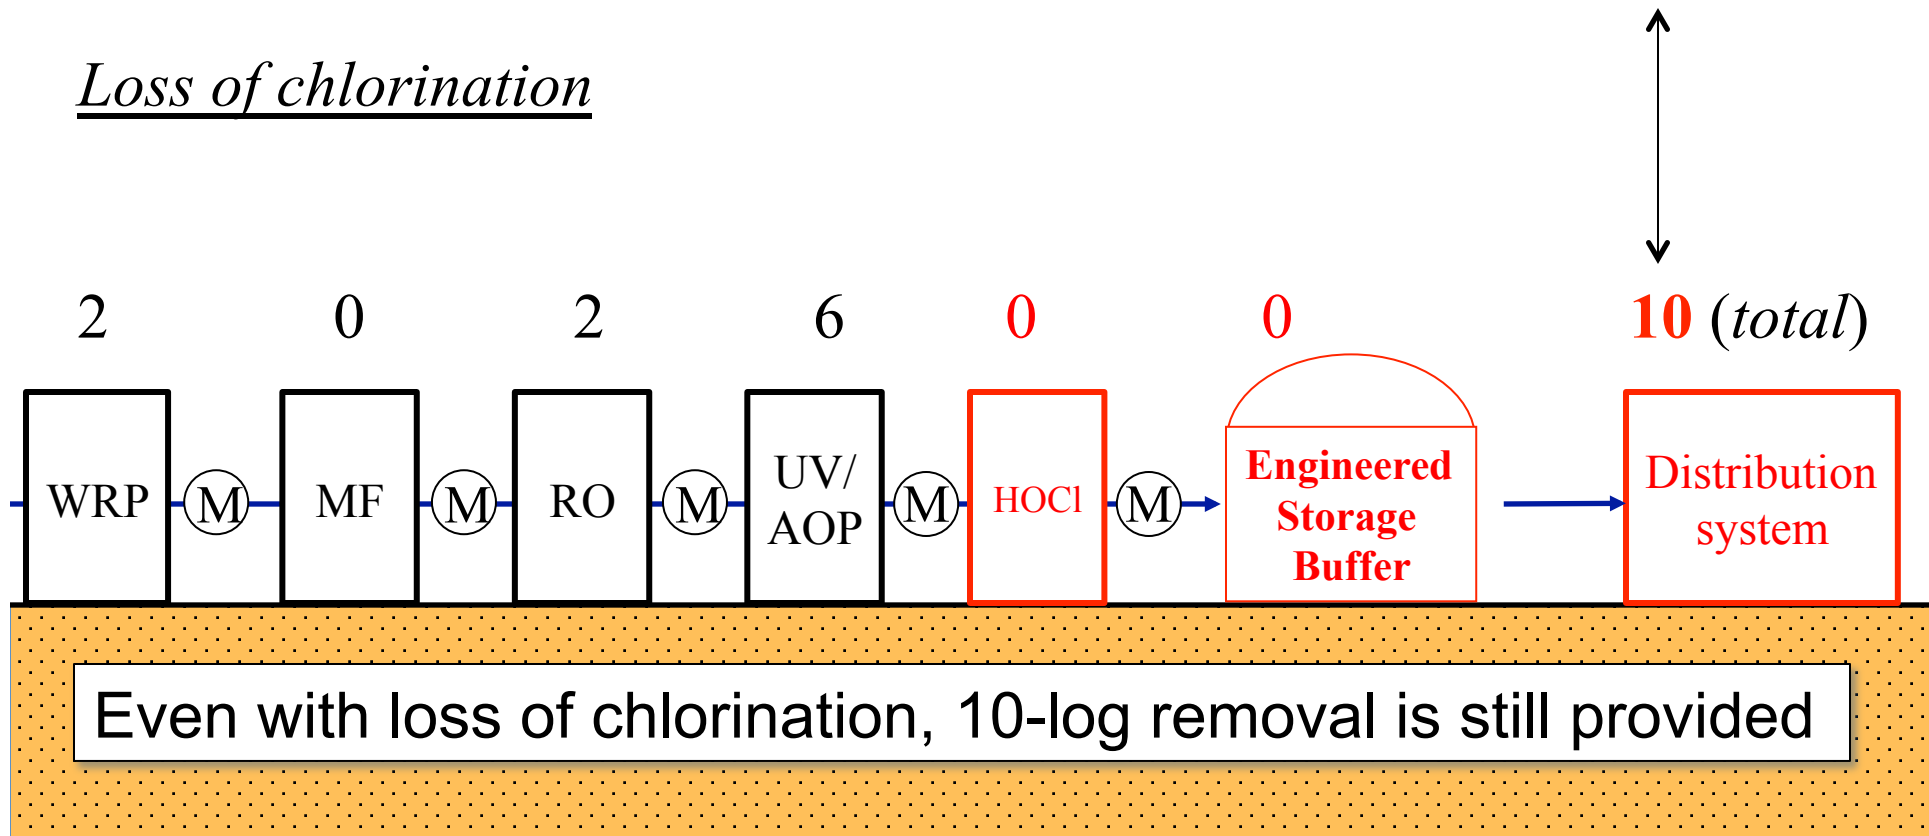 Loss of chlorination
2 0 2 6 0 0 10 (total)
WRP
M
MF
M
RO
M
UV/
AOP
M
HOCl
M
Engineered
Storage
Buffer
Distribution
system
Even with loss of chlorination, 10-log removal is still provided